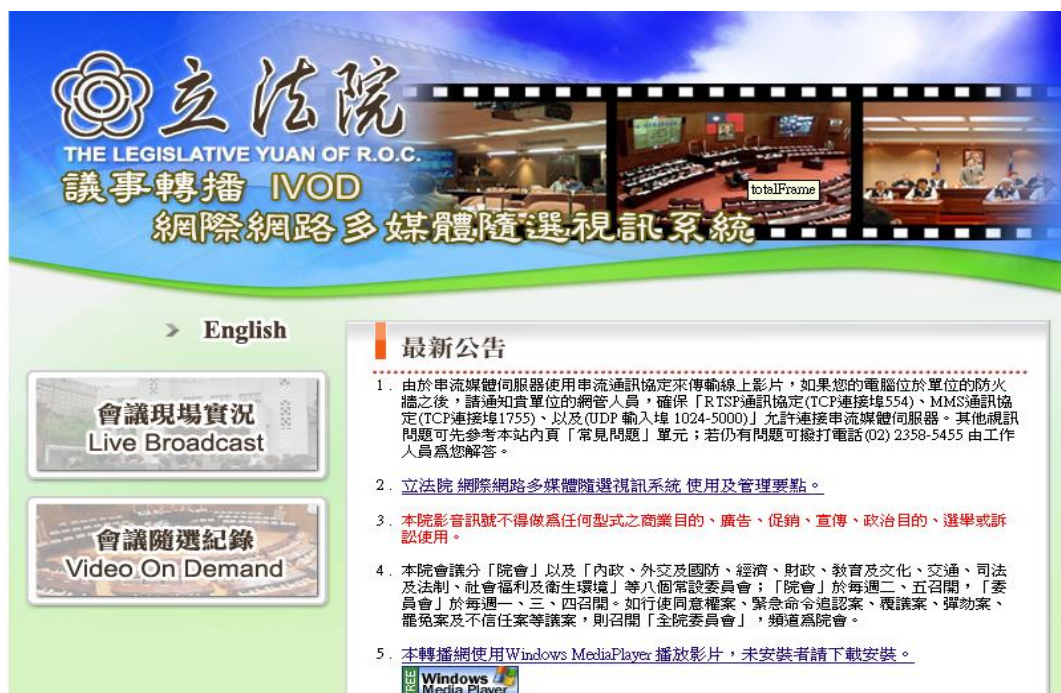 立法院
THE LEGISLATIVE YUAN OF R.O.C.
議事轉播 IVOD
totalFrame
網際網路多媒體隨選視訊系統
> English
會議現場實況
Live Broadcast
會議隨選紀錄
Video On Demand
最新公告
1. 由於串流媒體伺服器使用串流通訊協定來傳輸線上影片，如果您的電腦位於單位的防火
牆之後，請通知貴單位的網管人員，確保「RTSP通訊協定(TCP連接埠554)、MMS通訊協
定(TCP連接埠1755)、以及(UDP 輸入埠 1024-5000)」允許連接串流媒體伺服器。其他視訊
問題可先參考本站內頁「常見問題」單元；若仍有問題可撥打電話(02) 2358-5455 由工作
人員為您解答。
2. 立法院 網際網路多媒體隨選視訊系統 使用及管理要點。
3. 本院影音訊號不得做為任何型式之商業目的、廣告、促銷、宣傳、政治目的、選舉或訴
訟使用。
4. 本院會議分「院會」以及「內政、外交及國防、經濟、財政、教育及文化、交通、司法
及法制、社會福利及衛生環境」等八個常設委員會；「院會」於每週二、五召開，「委
員會」於每週一、三、四召開。如行使同意權案、緊急命令追認案、覆議案、彈劾案、
罷免案及不信任案等議案，則召開「全院委員會」，頻道為院會。
5. 本轉播網使用Windows MediaPlayer 播放影片，未安裝者請下載安裝。
FREE
Windows
Media Player